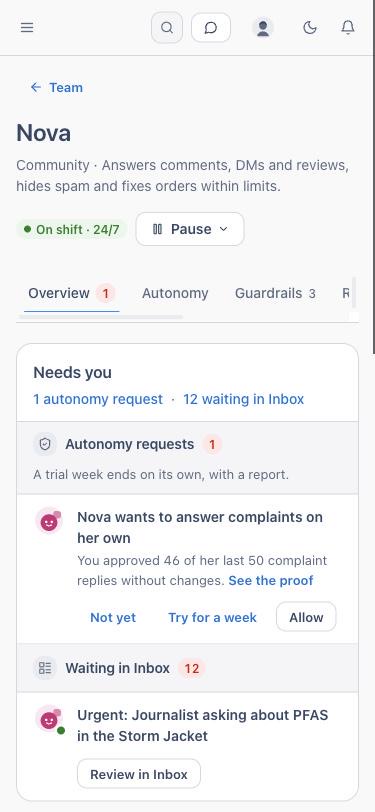 Team
Nova
Community · Answers comments, DMs and reviews,
hides spam and fixes orders within limits.
On shift · 24/7
Pause
Overview 1 Autonomy Guardrails 3 R
Needs you
1 autonomy request · 12 waiting in Inbox
Autonomy requests 1
A trial week ends on its own, with a report.
Nova wants to answer complaints on
her own
You approved 46 of her last 50 complaint
replies without changes. See the proof
Not yet Try for a week Allow
Waiting in Inbox 12
Urgent: Journalist asking about PFAS
in the Storm Jacket
Review in Inbox